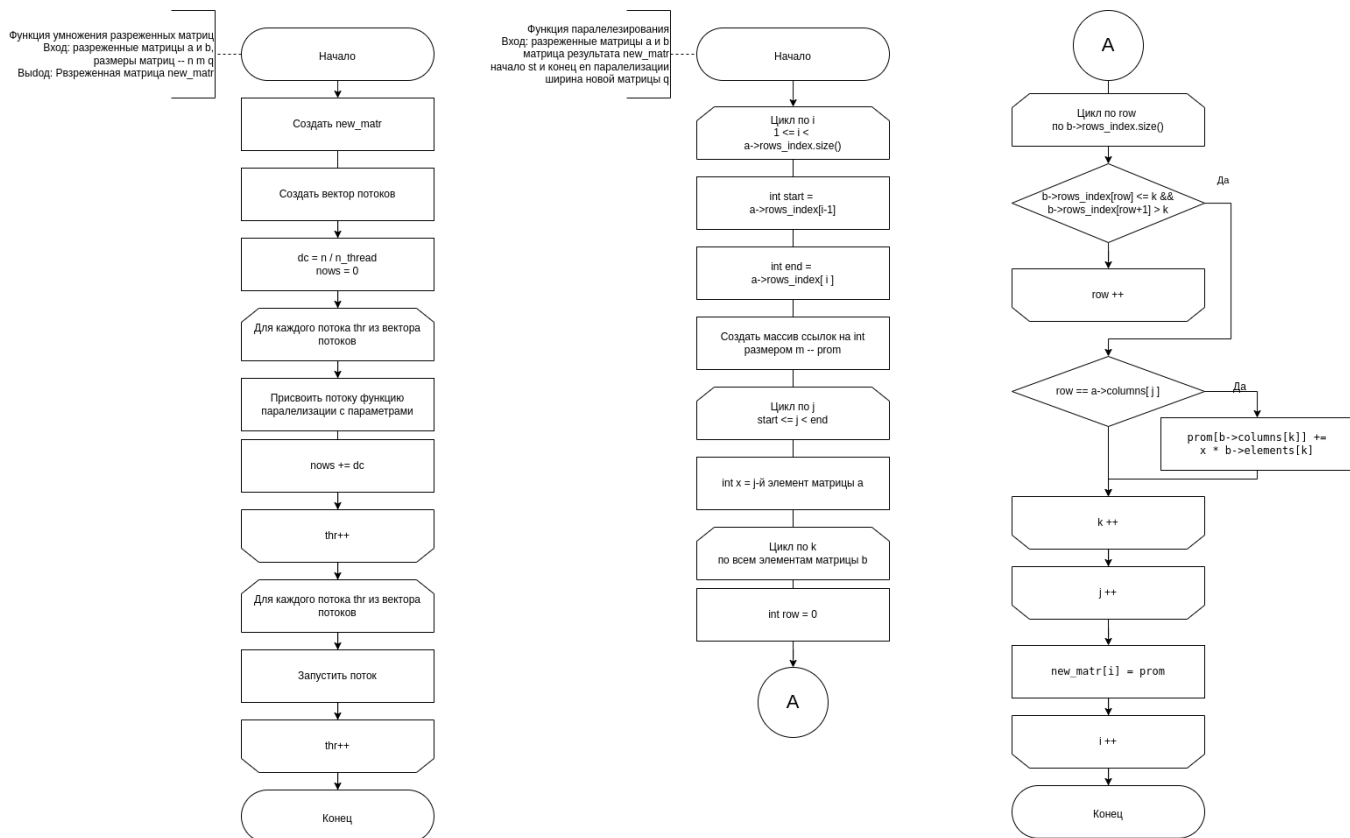 Функция умножения разреженных матриц
Вход: разреженные матрицы a и b,
размеры матриц -- n m q
Выdод: Рвзреженная матрица new_matr
Начало
Создать new_matr
Создать вектор потоков
dc = n / n_thread
nows = 0
Для каждого потока thr из вектора
потоков
Присвоить потоку функцию
паралелизации с параметрами
nows += dc
thr++
Для каждого потока thr из вектора
потоков
Запустить поток
thr++
Конец
Функция паралелезирования
Вход: разреженные матрицы a и b
матрица результата new_matr
начало st и конец en паралелизации
ширина новой матрицы q
Начало
Цикл по i
1 <= i <
a->rows_index.size()
int start =
a->rows_index[i-1]
int end =
a->rows_index[ i ]
Создать массив ссылок на int
размером m -- prom
Цикл по j
start <= j < end
int x = j-й элемент матрицы a
Цикл по k
по всем элементам матрицы b
int row = 0
A
A
Цикл по row
по b->rows_index.size()
Да
b->rows_index[row] <= k &&
b->rows_index[row+1] > k
row ++
row == a->columns[ j ]
Да
prom[b->columns[k]] +=
x * b->elements[k]
k ++
j ++
new_matr[i] = prom
i ++
Конец